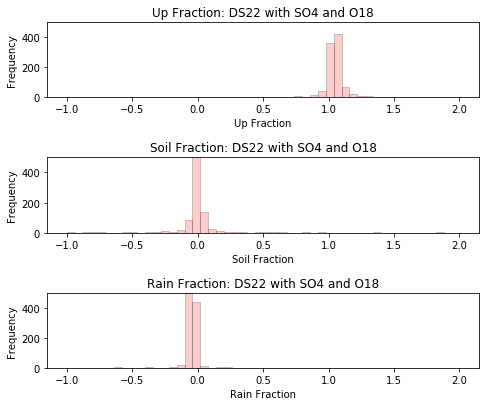 Up Fraction: DS22 with SO4 and O18
Frequency
400
200
0
−1.0 −0.5 0.0 0.5 1.0 1.5 2.0
Up Fraction
Soil Fraction: DS22 with SO4 and O18
Frequency
400
200
0
−1.0 −0.5 0.0 0.5 1.0 1.5 2.0
Soil Fraction
Rain Fraction: DS22 with SO4 and O18
Frequency
400
200
0
−1.0 −0.5 0.0 0.5 1.0 1.5 2.0
Rain Fraction